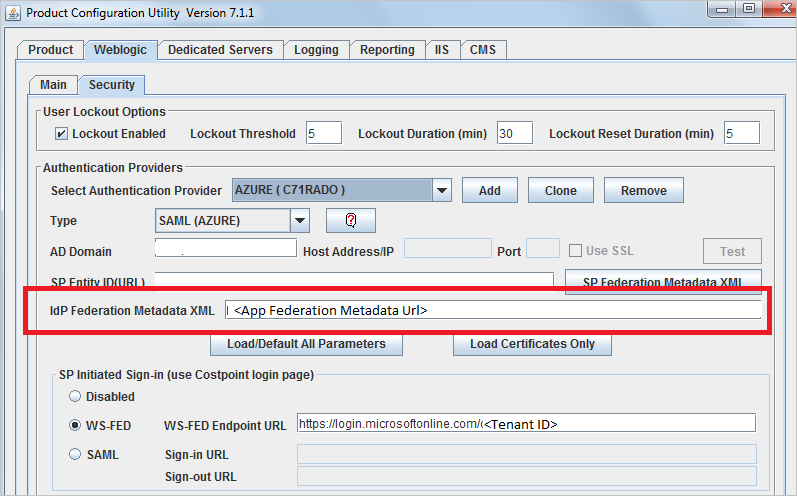 Product Configuration Utility Version 7.1.1
Product Weblogic Dedicated Servers Logging Reporting IIS CMS
Main Security
User Lockout Options
Lockout Enabled Lockout Threshold 5 Lockout Duration (min) 30 Lockout Reset Duration (min) 5
Authentication Providers
Select Authentication Provider AZURE ( C71RADO ) Add Clone Remove
Type SAML (AZURE) ?
AD Domain Host Address/IP Port Use SSL Test
SP Entity ID(URL) SP Federation Metadata XML
IdP Federation Metadata XML <App Federation Metadata Url>
Load/Default All Parameters Load Certificates Only
SP Initiated Sign-in (use Costpoint login page)
Disabled
WS-FED WS-FED Endpoint URL https://login.microsoftonline.com/<Tenant ID>
SAML Sign-in URL
Sign-out URL